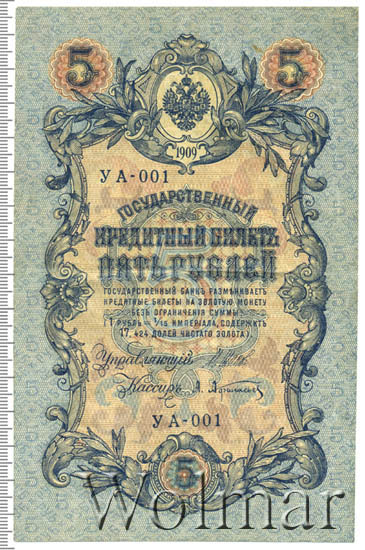 5 5
1909
УА-001
ГОСУДАРСТВЕННЫЙ
КРЕДИТНЫЙ БИЛЕТЪ
ПЯТЬ РУБЛЕЙ
ГОСУДАРСТВЕННЫЙ БАНКЪ РАЗМѢНИВАЕТЪ
КРЕДИТНЫЕ БИЛЕТЫ НА ЗОЛОТУЮ МОНЕТУ
БЕЗЪ ОГРАНИЧЕНІЯ СУММЫ
(1 РУБЛЬ = 1/15 ИМПЕРІАЛА, СОДЕРЖИТЪ
17,424 ДОЛЕЙ ЧИСТАГО ЗОЛОТА).
Управляющій
Кассиръ
УА-001
5
Wolmar